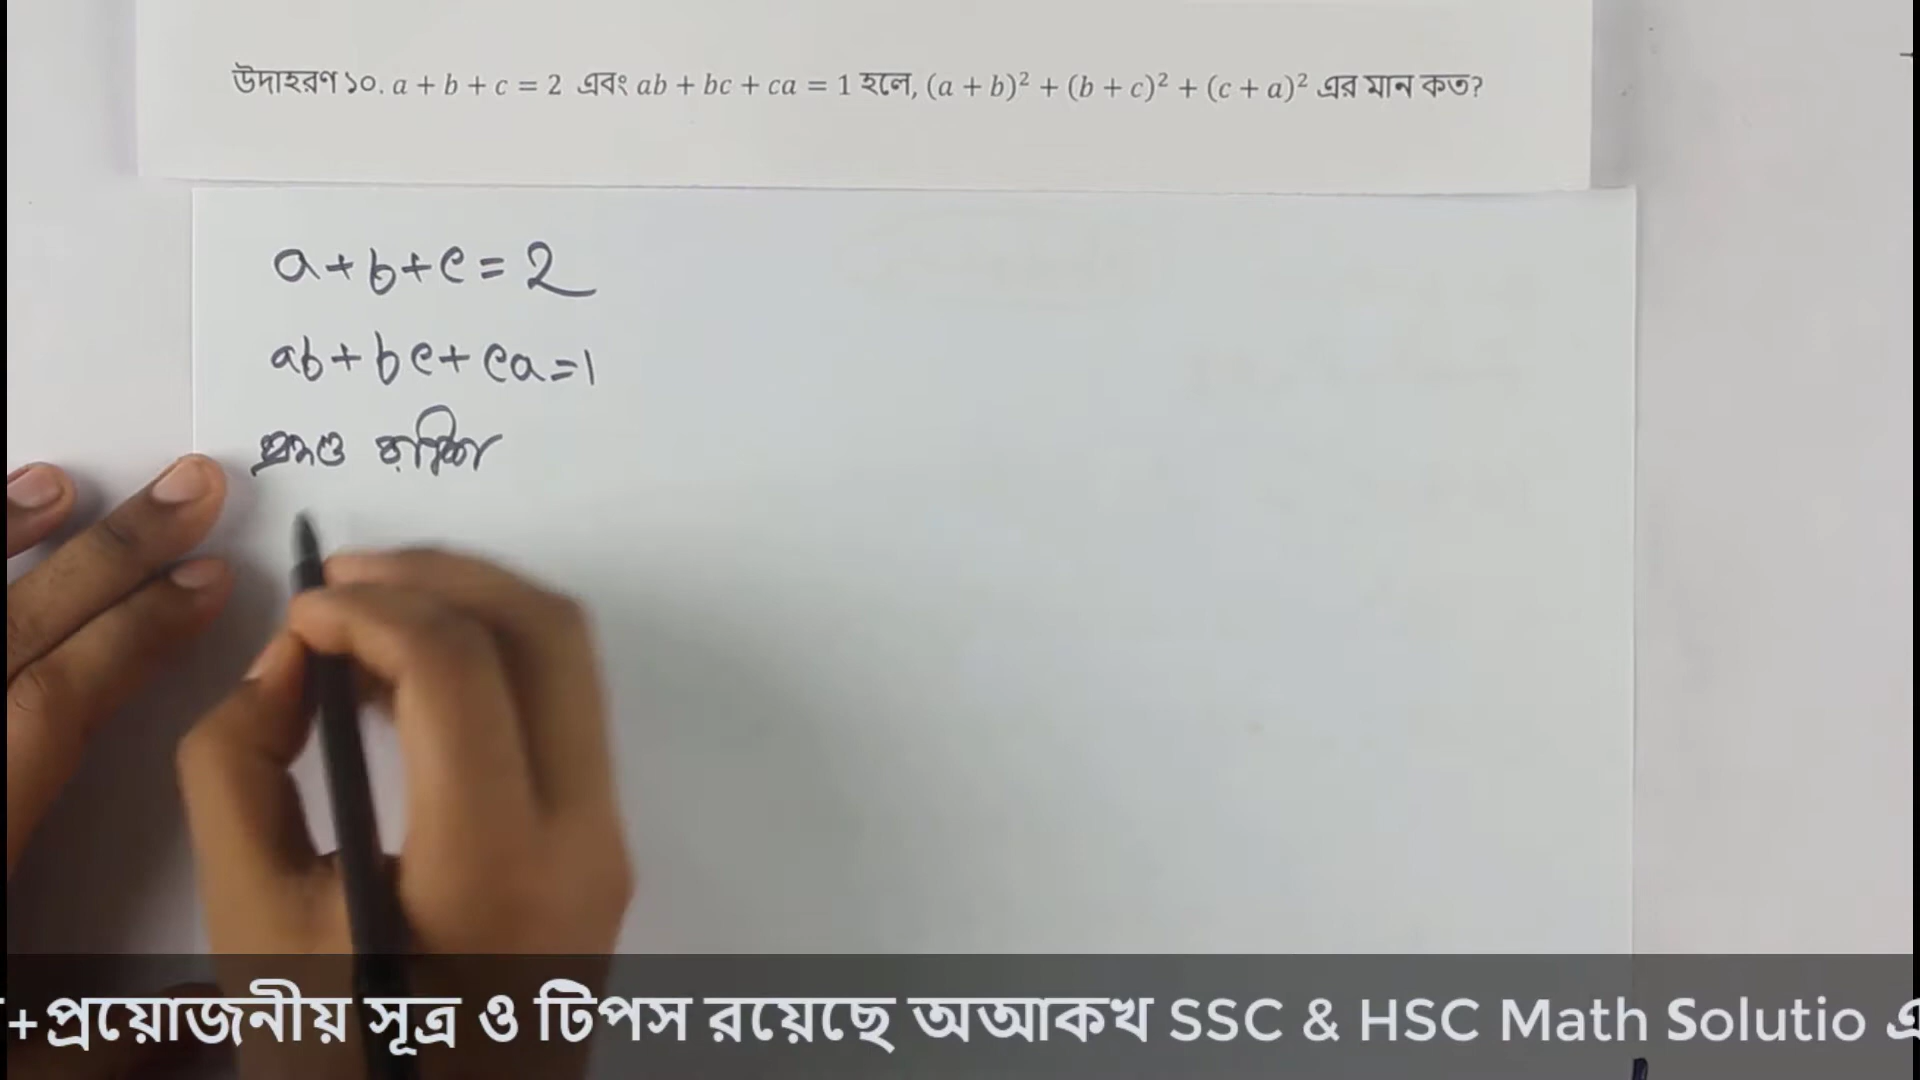 উদাহরণ ১০. a + b + c = 2 এবং ab + bc + ca = 1 হলে, (a + b)² + (b + c)² + (c + a)² এর মান কত?
a+b+c=2
ab+bc+ca=1
প্রদত্ত রাশি
+প্রয়োজনীয় সূত্র ও টিপস রয়েছে অআকখ SSC & HSC Math Solutio